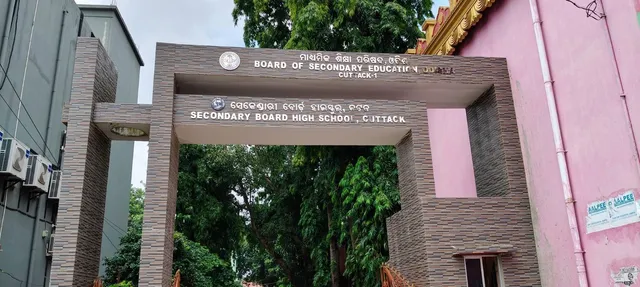 ମାଧ୍ୟମିକ ଶିକ୍ଷା ପରିଷଦ, ଓଡ଼ିଶା
BOARD OF SECONDARY EDUCATION
CUTTACK-1
ସେକେଣ୍ଡାରୀ ବୋର୍ଡ ହାଇସ୍କୁଲ, କଟକ
SECONDARY BOARD HIGH SCHOOL, CUTTACK